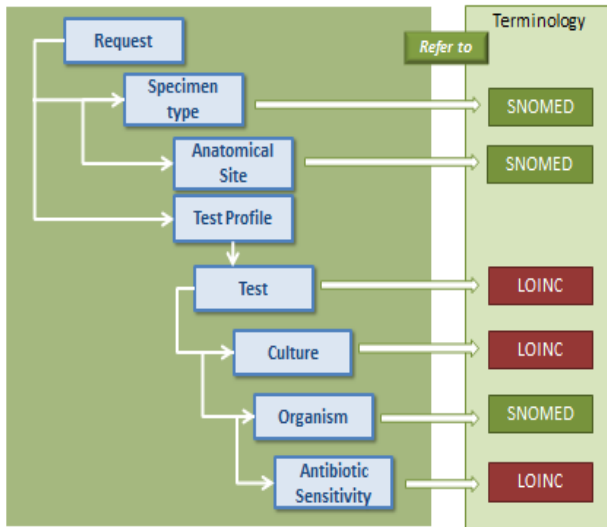 Terminology
Request
Refer to
Specimen
type
SNOMED
Anatomical
Site
SNOMED
Test Profile
Test
LOINC
Culture
LOINC
Organism
SNOMED
Antibiotic
Sensitivity
LOINC